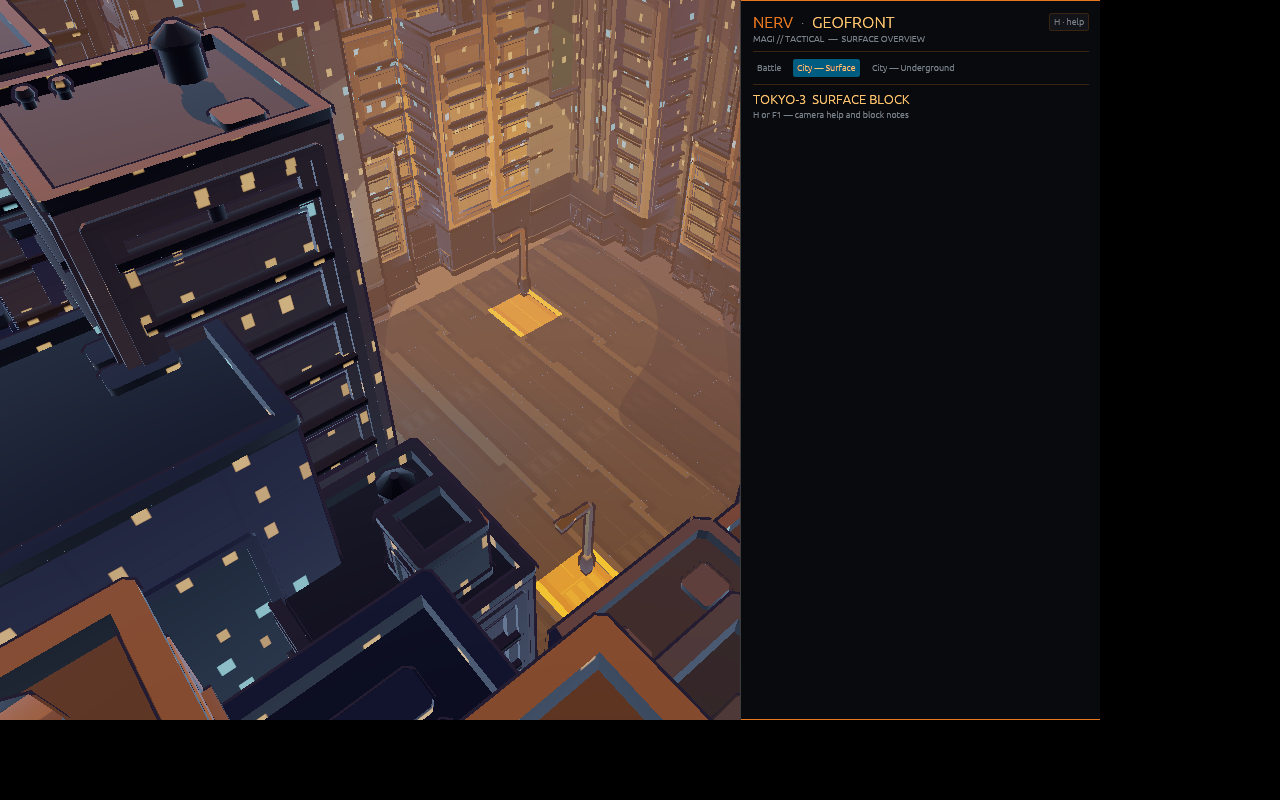 NERV · GEOFRONT
H · help
MAGI // TACTICAL — SURFACE OVERVIEW
Battle City — Surface City — Underground
TOKYO-3 SURFACE BLOCK
H or F1 — camera help and block notes